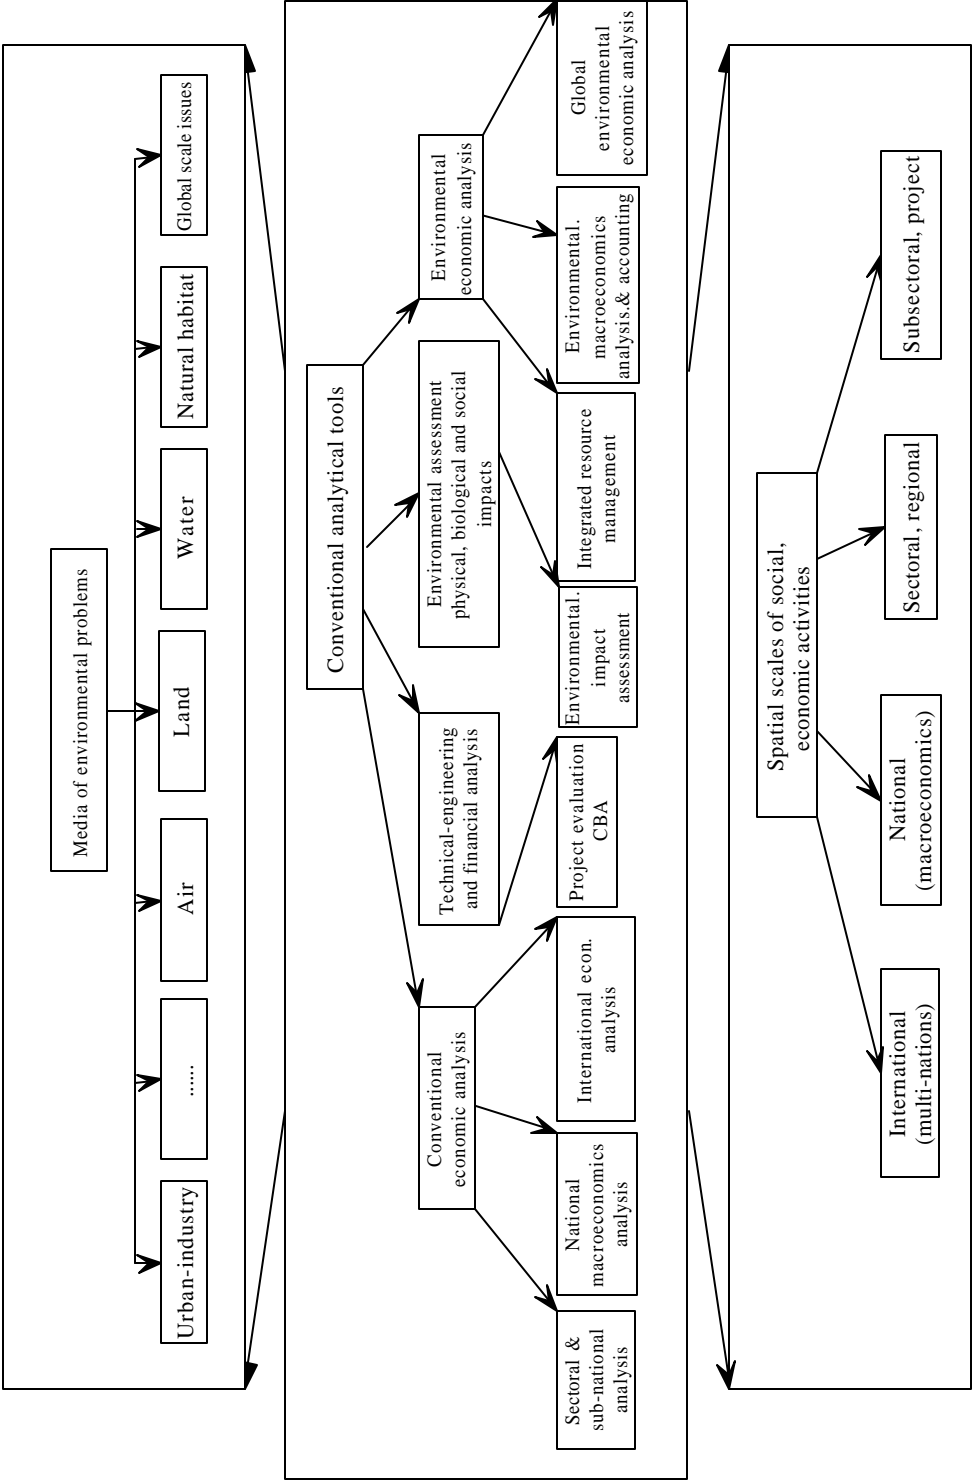 Media of environmental problems
Urban-industry
......
Air
Land
Water
Natural habitat
Global scale issues
Conventional analytical tools
Conventional
economic analysis
Technical-engineering
and financial analysis
Environmental assessment
physical, biological and social
impacts
Environmental
economic analysis
Sectoral &
sub-national
analysis
National
macroeconomics
analysis
International econ.
analysis
Project evaluation
CBA
Environmental.
impact
assessment
Integrated resource
management
Environmental.
macroeconomics
analysis.& accounting
Global
environmental
economic analysis
Spatial scales of social,
economic activities
International
(multi-nations)
National
(macroeconomics)
Sectoral, regional
Subsectoral, project